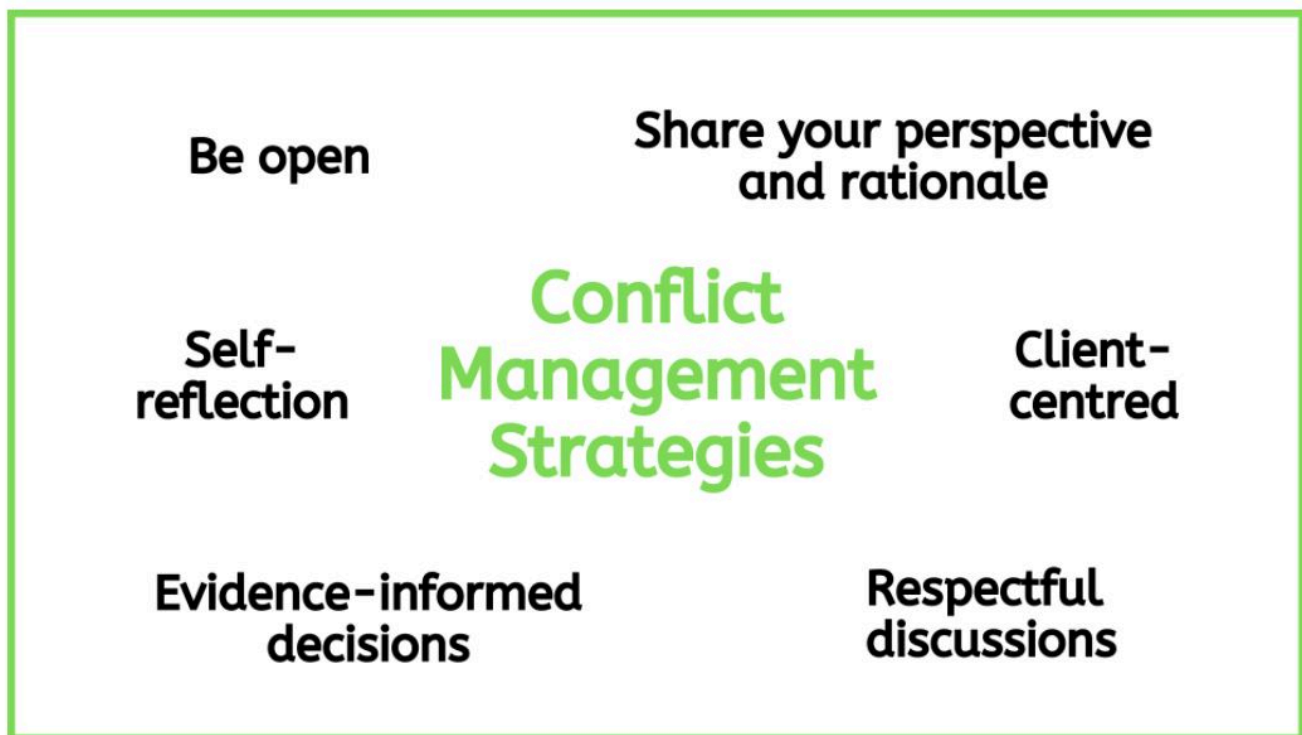 Be open
Share your perspective
and rationale
Conflict
Management
Strategies
Self-
reflection
Client-
centred
Evidence-informed
decisions
Respectful
discussions